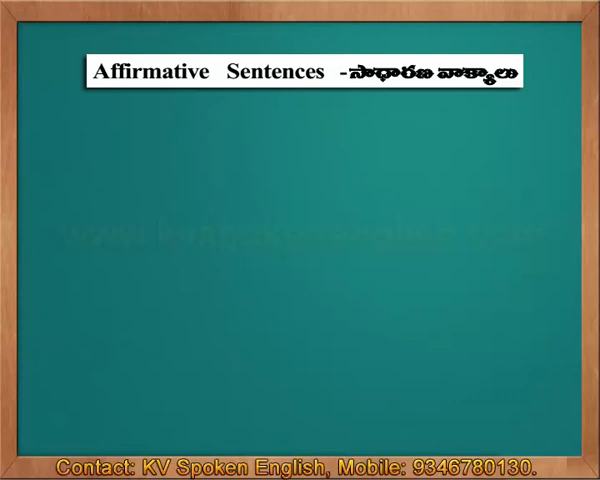 Affirmative Sentences -సాధారణ వాక్యాలు
Contact: KV Spoken English, Mobile: 9346780130.